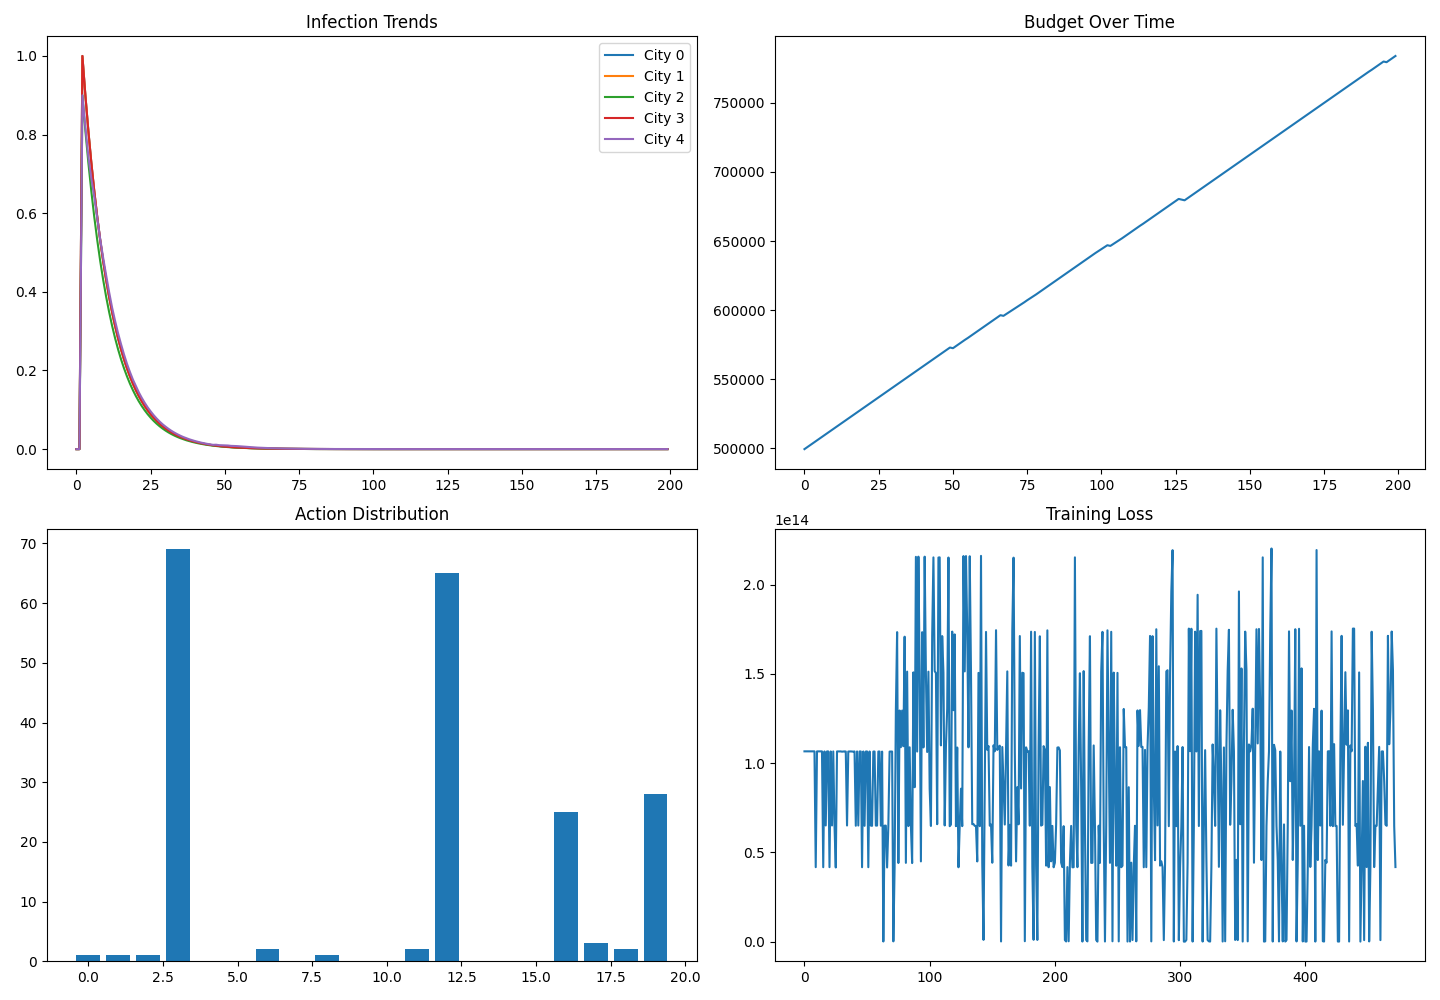 Infection Trends
1.0
0.8
0.6
0.4
0.2
0.0
0 25 50 75 100 125 150 175 200
City 0
City 1
City 2
City 3
City 4
Budget Over Time
750000
700000
650000
600000
550000
500000
0 25 50 75 100 125 150 175 200
Action Distribution
70
60
50
40
30
20
10
0
0.0 2.5 5.0 7.5 10.0 12.5 15.0 17.5 20.0
Training Loss
1e14
2.0
1.5
1.0
0.5
0.0
0 100 200 300 400